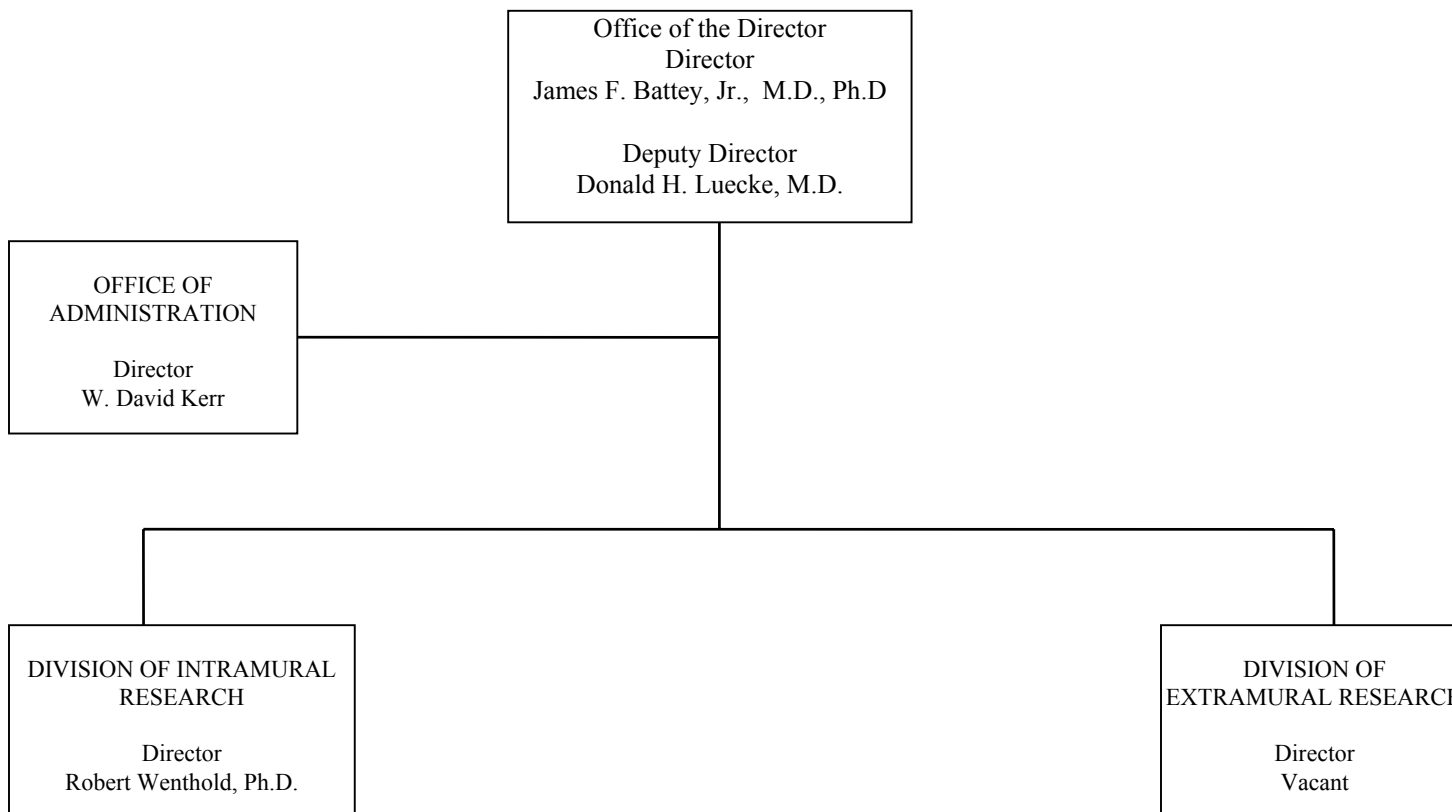 Office of the Director
Director
James F. Battey, Jr.,  M.D., Ph.D
Deputy Director
Donald H. Luecke, M.D.
OFFICE OF
ADMINISTRATION
Director
W. David Kerr
DIVISION OF INTRAMURAL
RESEARCH
Director
Robert Wenthold, Ph.D.
DIVISION OF
EXTRAMURAL RESEARCH
Director
Vacant